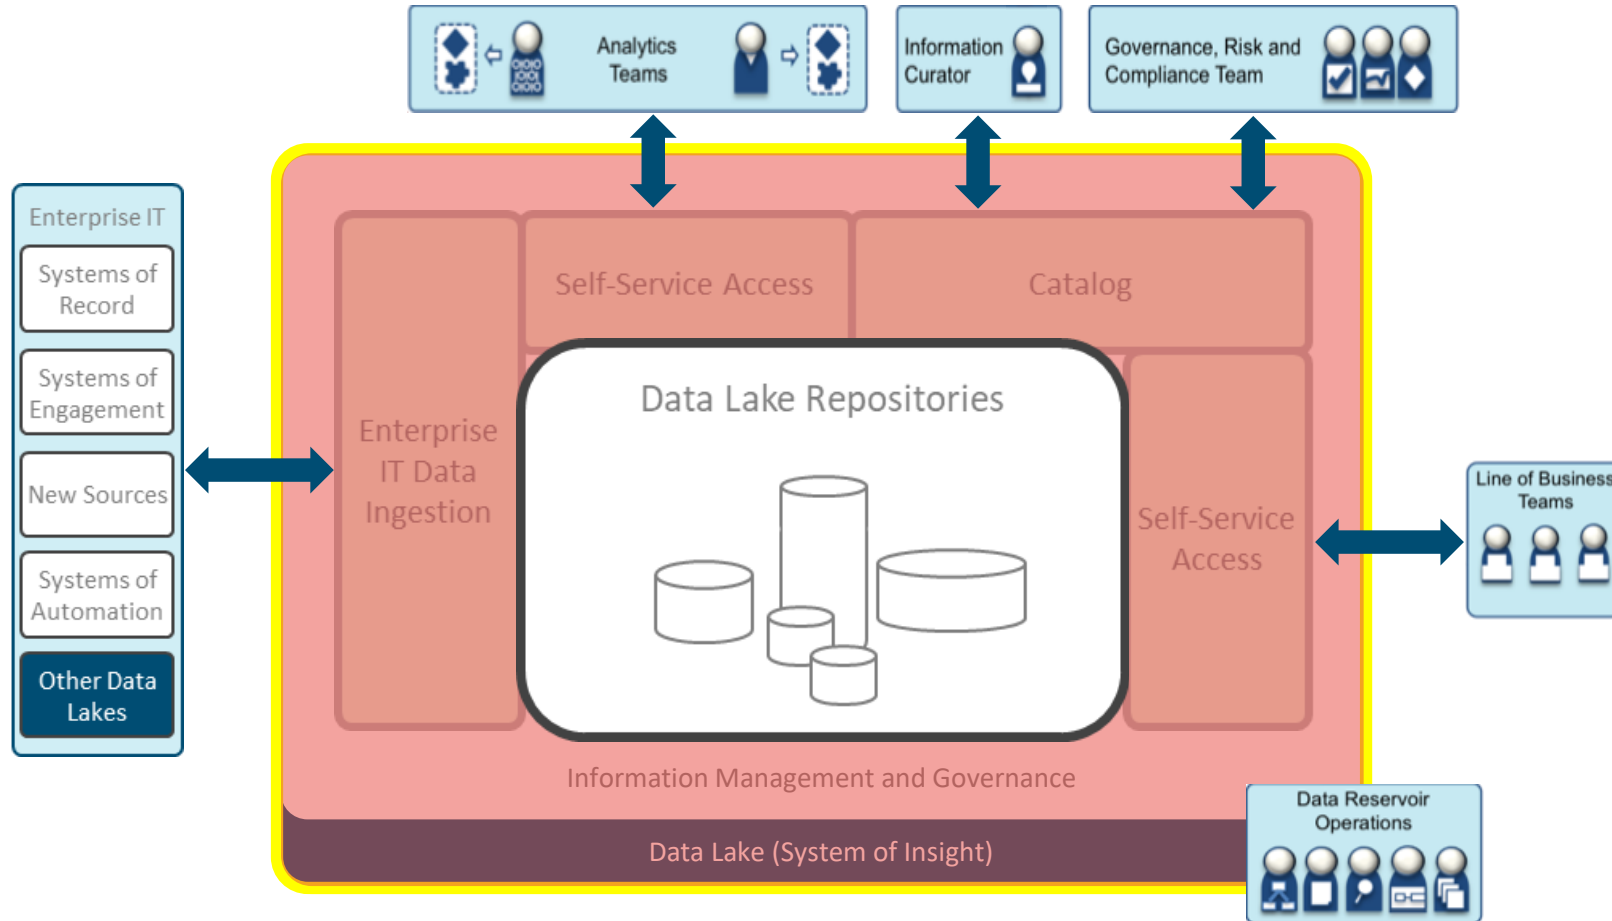 Analytics
Teams
Information
Curator
Governance, Risk and
Compliance Team
Enterprise IT
Systems of
Record
Systems of
Engagement
New Sources
Systems of
Automation
Other Data
Lakes
Self-Service Access
Catalog
Enterprise
IT Data
Ingestion
Data Lake Repositories
Self-Service
Access
Line of Business
Teams
Information Management and Governance
Data Lake (System of Insight)
Data Reservoir
Operations